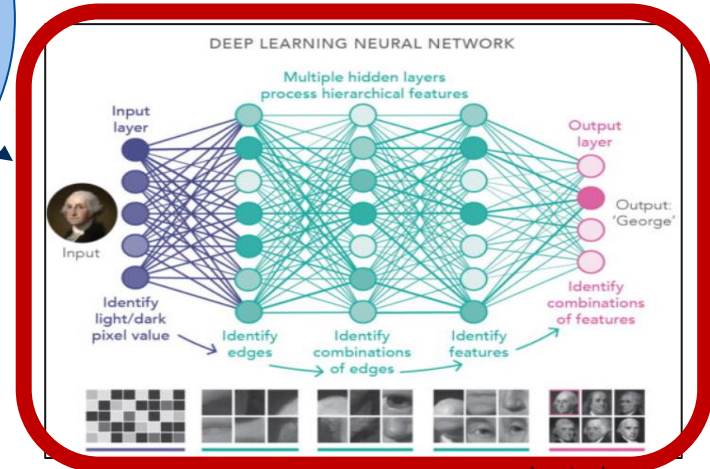 DEEP LEARNING NEURAL NETWORK
Multiple hidden layers
process hierarchical features
Input
layer
Output
layer
Input
Output:
'George'
Identify
light/dark
pixel value
Identify
edges
Identify
combinations
of edges
Identify
features
Identify
combinations
of features